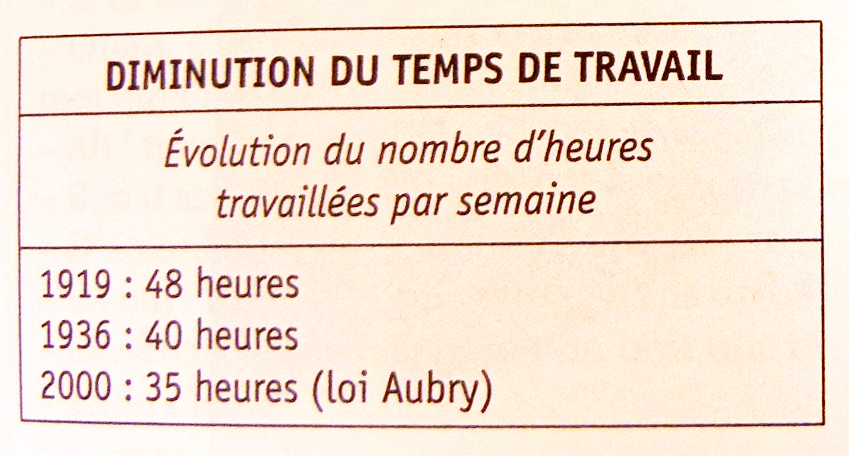 DIMINUTION DU TEMPS DE TRAVAIL
Évolution du nombre d'heures
travaillées par semaine
1919 : 48 heures
1936 : 40 heures
2000 : 35 heures (loi Aubry)